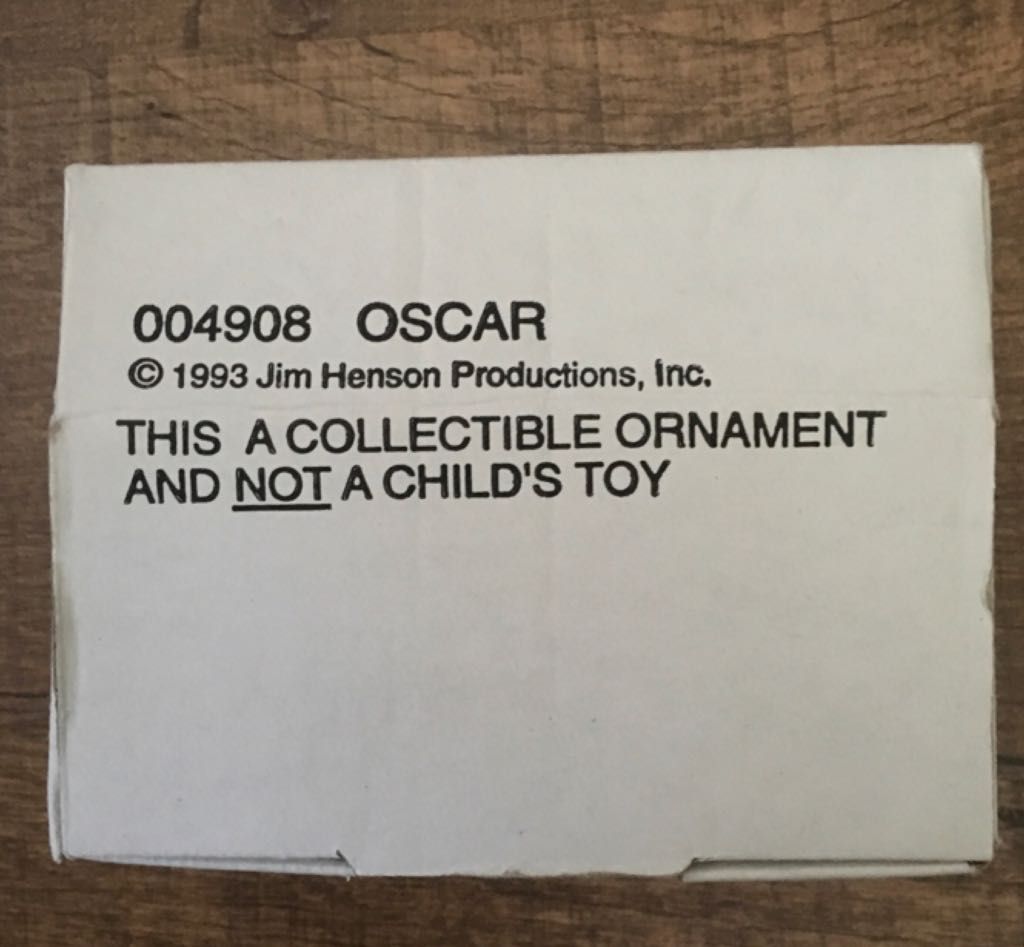 004908 OSCAR
© 1993 Jim Henson Productions, Inc.
THIS A COLLECTIBLE ORNAMENT
AND NOT A CHILD'S TOY